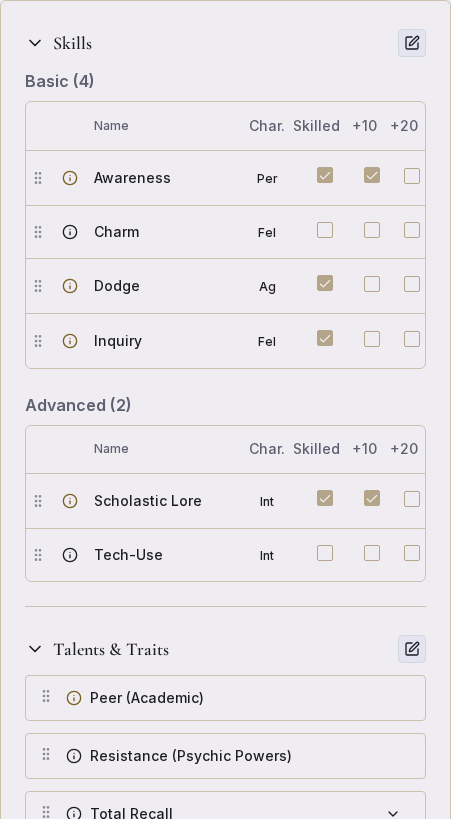 Skills
Basic (4)
Name Char. Skilled +10 +20
Awareness Per
Charm Fel
Dodge Ag
Inquiry Fel
Advanced (2)
Name Char. Skilled +10 +20
Scholastic Lore Int
Tech-Use Int
Talents & Traits
Peer (Academic)
Resistance (Psychic Powers)
Total Recall